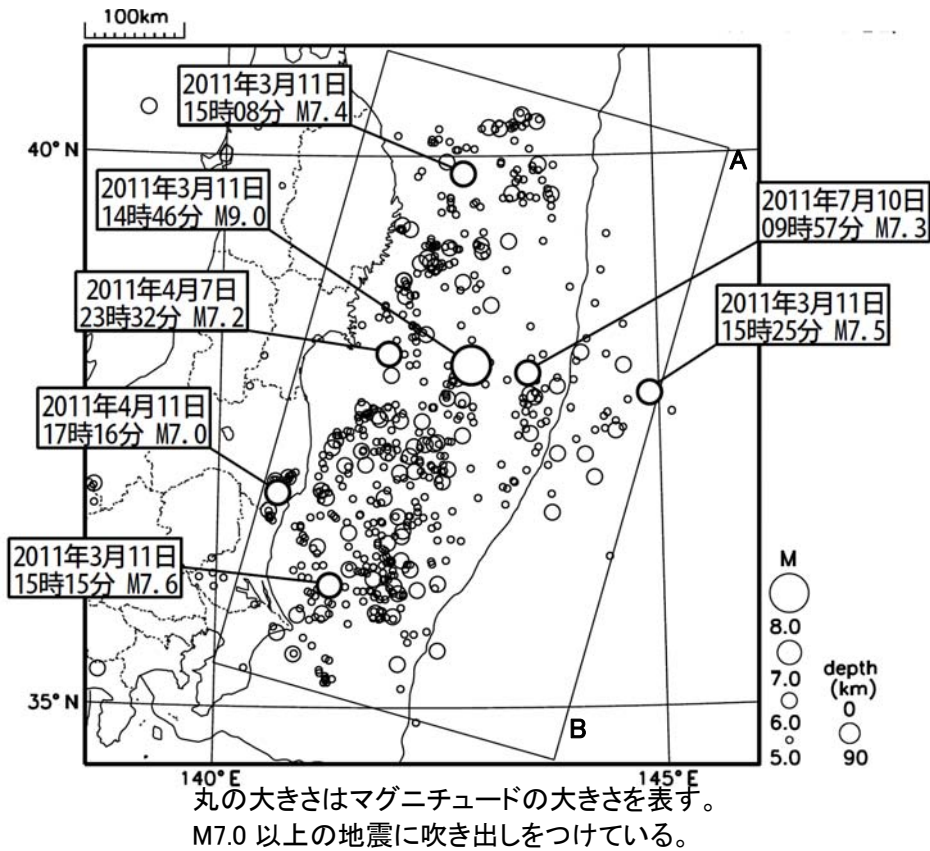 100km
2011年3月11日
15時08分 M7.4
40°N
A
2011年3月11日
14時46分 M9.0
2011年7月10日
09時57分 M7.3
2011年4月7日
23時32分 M7.2
2011年3月11日
15時25分 M7.5
2011年4月11日
17時16分 M7.0
2011年3月11日
15時15分 M7.6
M
8.0
7.0
6.0
5.0
depth
(km)
0
90
35°N
B
140°E
145°E
丸の大きさはマグニチュードの大きさを表す。
M7.0 以上の地震に吹き出しをつけている。